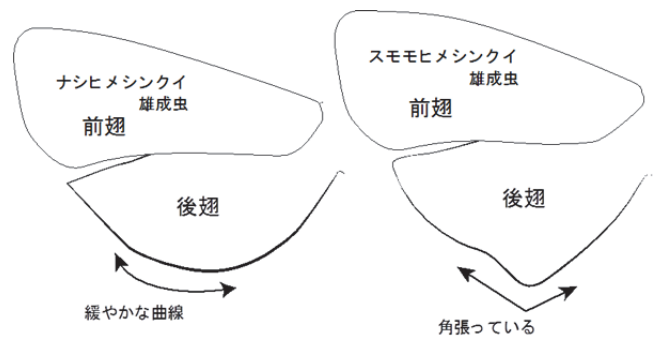 ナシヒメシンクイ
雄成虫
前翅
後翅
緩やかな曲線
スモモヒメシンクイ
雄成虫
前翅
後翅
角張っている